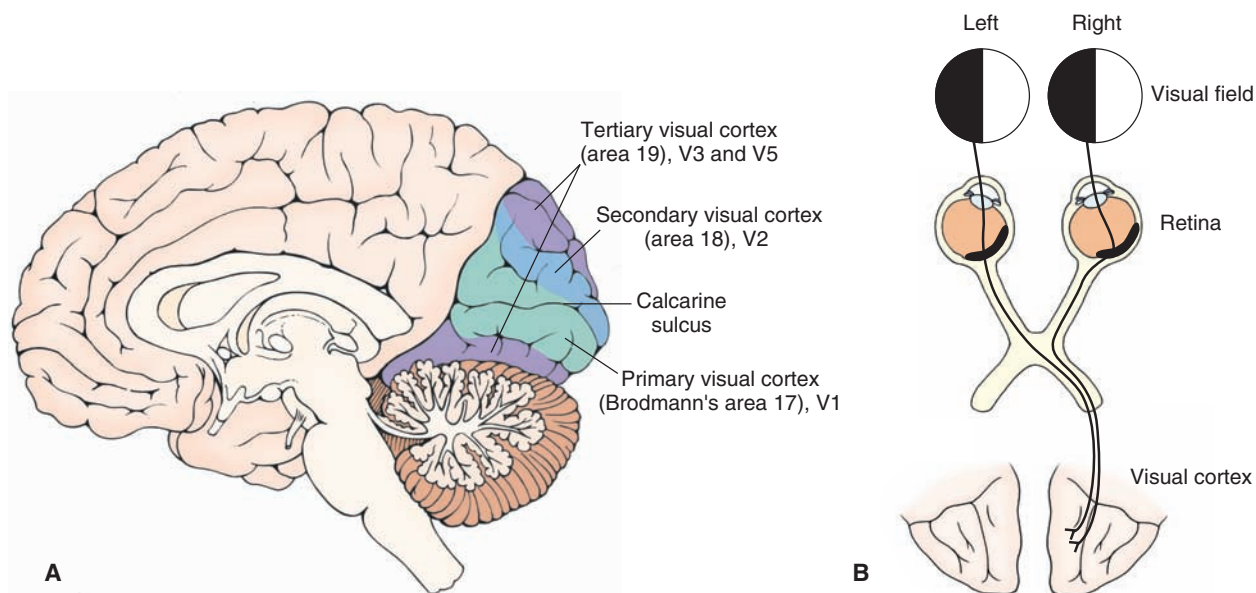 Tertiary visual cortex
(area 19), V3 and V5
Secondary visual cortex
(area 18), V2
Calcarine
sulcus
Primary visual cortex
(Brodmann's area 17), V1
A
Left
Right
Visual field
Retina
Visual cortex
B